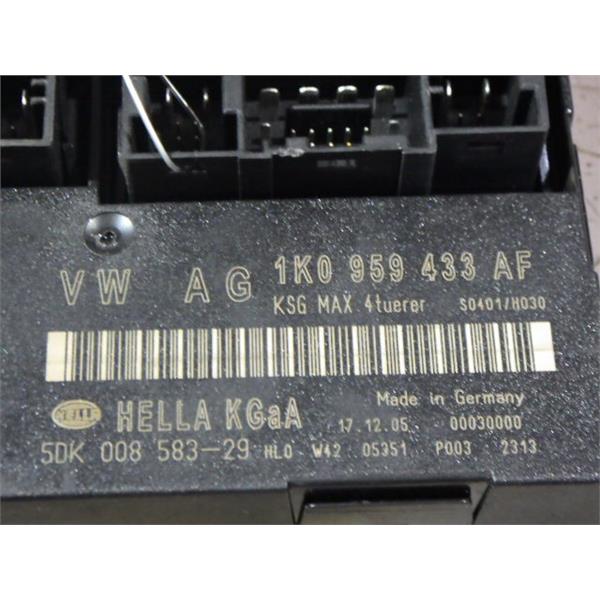 VW AG 1K0 959 433 AF
KSG MAX 4tuerer S0401/H030
HELLA HELLA KGaA Made in Germany
17.12.05 00030000
5DK 008 583-29 HLO W42 05351 P003 2313